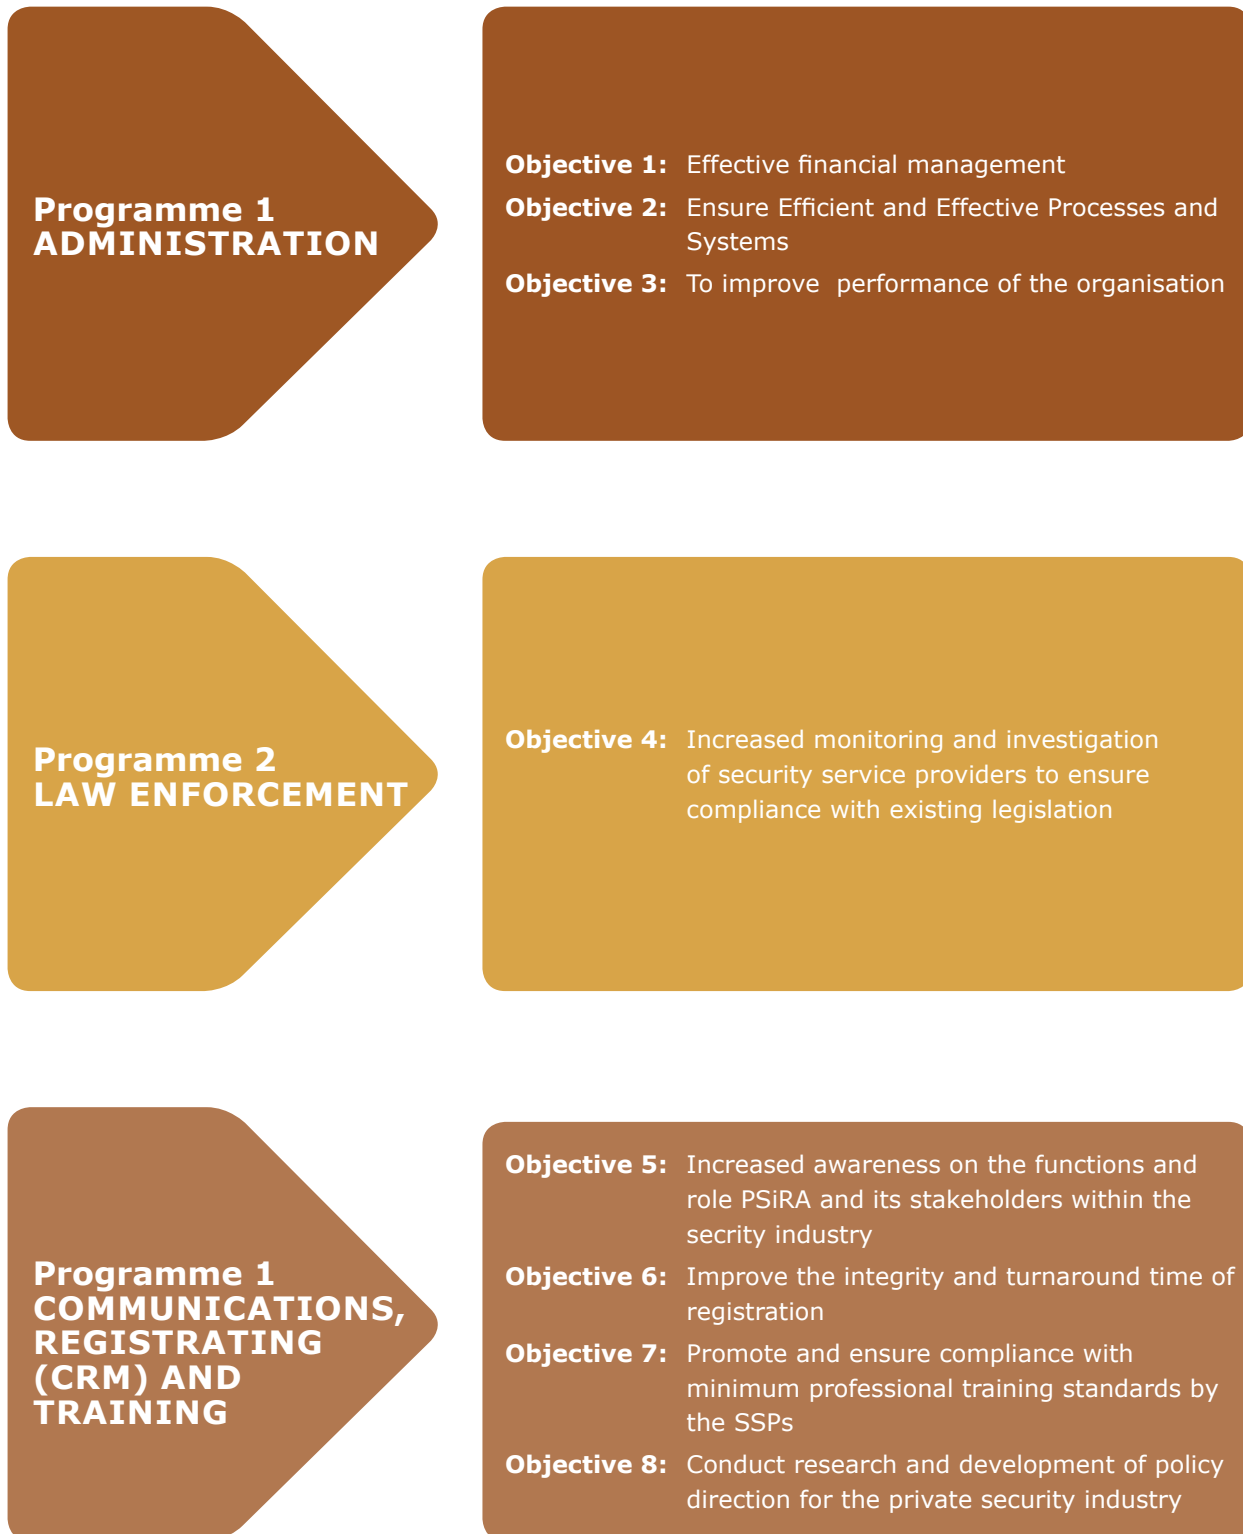 Programme 1
ADMINISTRATION
Objective 1: Effective financial management
Objective 2: Ensure Efficient and Effective Processes and
Systems
Objective 3: To improve  performance of the organisation
Programme 2
LAW ENFORCEMENT
Objective 4: Increased monitoring and investigation
of security service providers to ensure
compliance with existing legislation
Programme 1
COMMUNICATIONS,
REGISTRATING
(CRM) AND
TRAINING
Objective 5: Increased awareness on the functions and
role PSiRA and its stakeholders within the
secrity industry
Objective 6: Improve the integrity and turnaround time of
registration
Objective 7: Promote and ensure compliance with
minimum professional training standards by
the SSPs
Objective 8: Conduct research and development of policy
direction for the private security industry